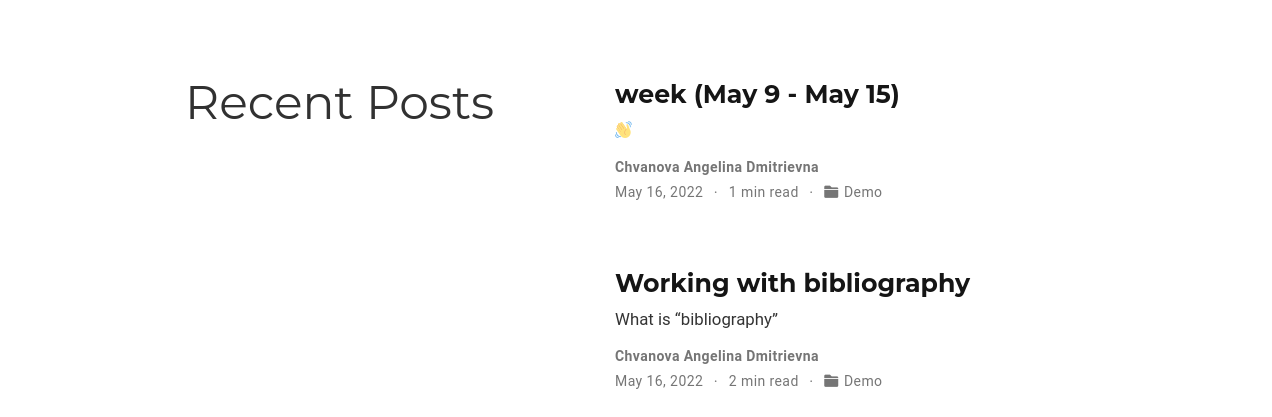 Recent Posts
week (May 9 - May 15)
👋
Chvanova Angelina Dmitrievna
May 16, 2022 · 1 min read · Demo
Working with bibliography
What is “bibliography”
Chvanova Angelina Dmitrievna
May 16, 2022 · 2 min read · Demo